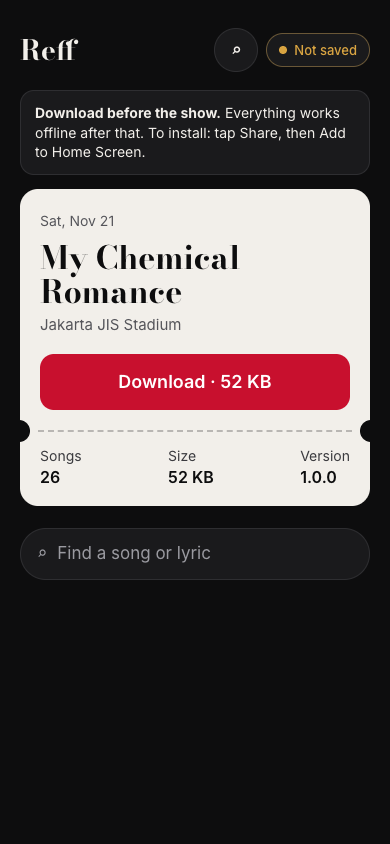 Reff
Not saved
Download before the show. Everything works
offline after that. To install: tap Share, then Add
to Home Screen.
Sat, Nov 21
My Chemical
Romance
Jakarta JIS Stadium
Download · 52 KB
Songs Size Version
26 52 KB 1.0.0
Find a song or lyric